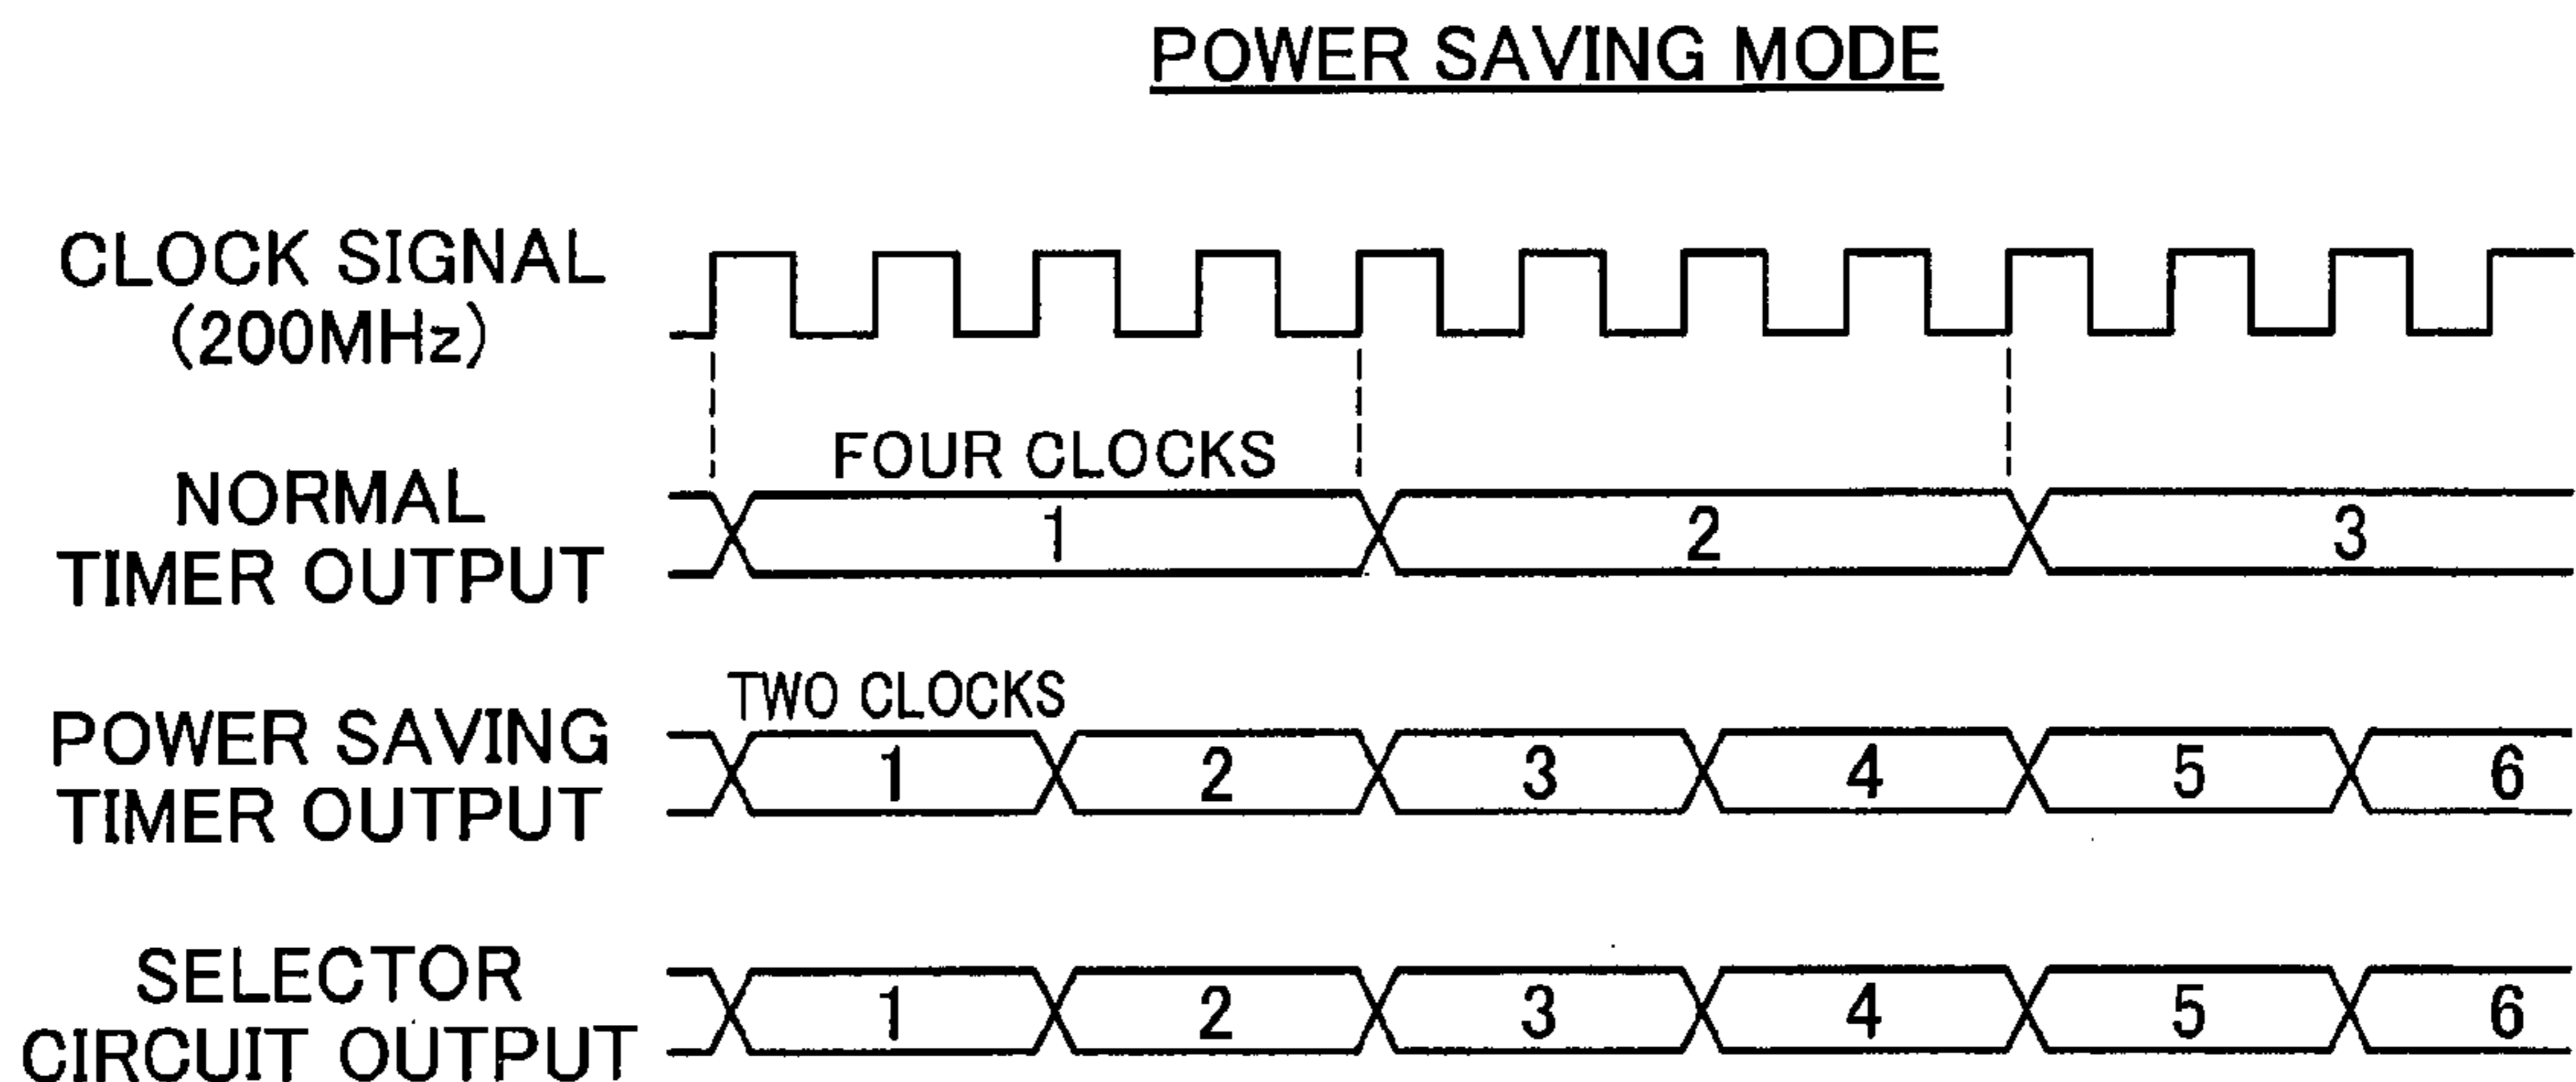 POWER SAVING MODE
CLOCK SIGNAL
(200MHz)
FOUR CLOCKS
NORMAL
TIMER OUTPUT
1 2 3
TWO CLOCKS
POWER SAVING
TIMER OUTPUT
1 2 3 4 5 6
SELECTOR
CIRCUIT OUTPUT
1 2 3 4 5 6